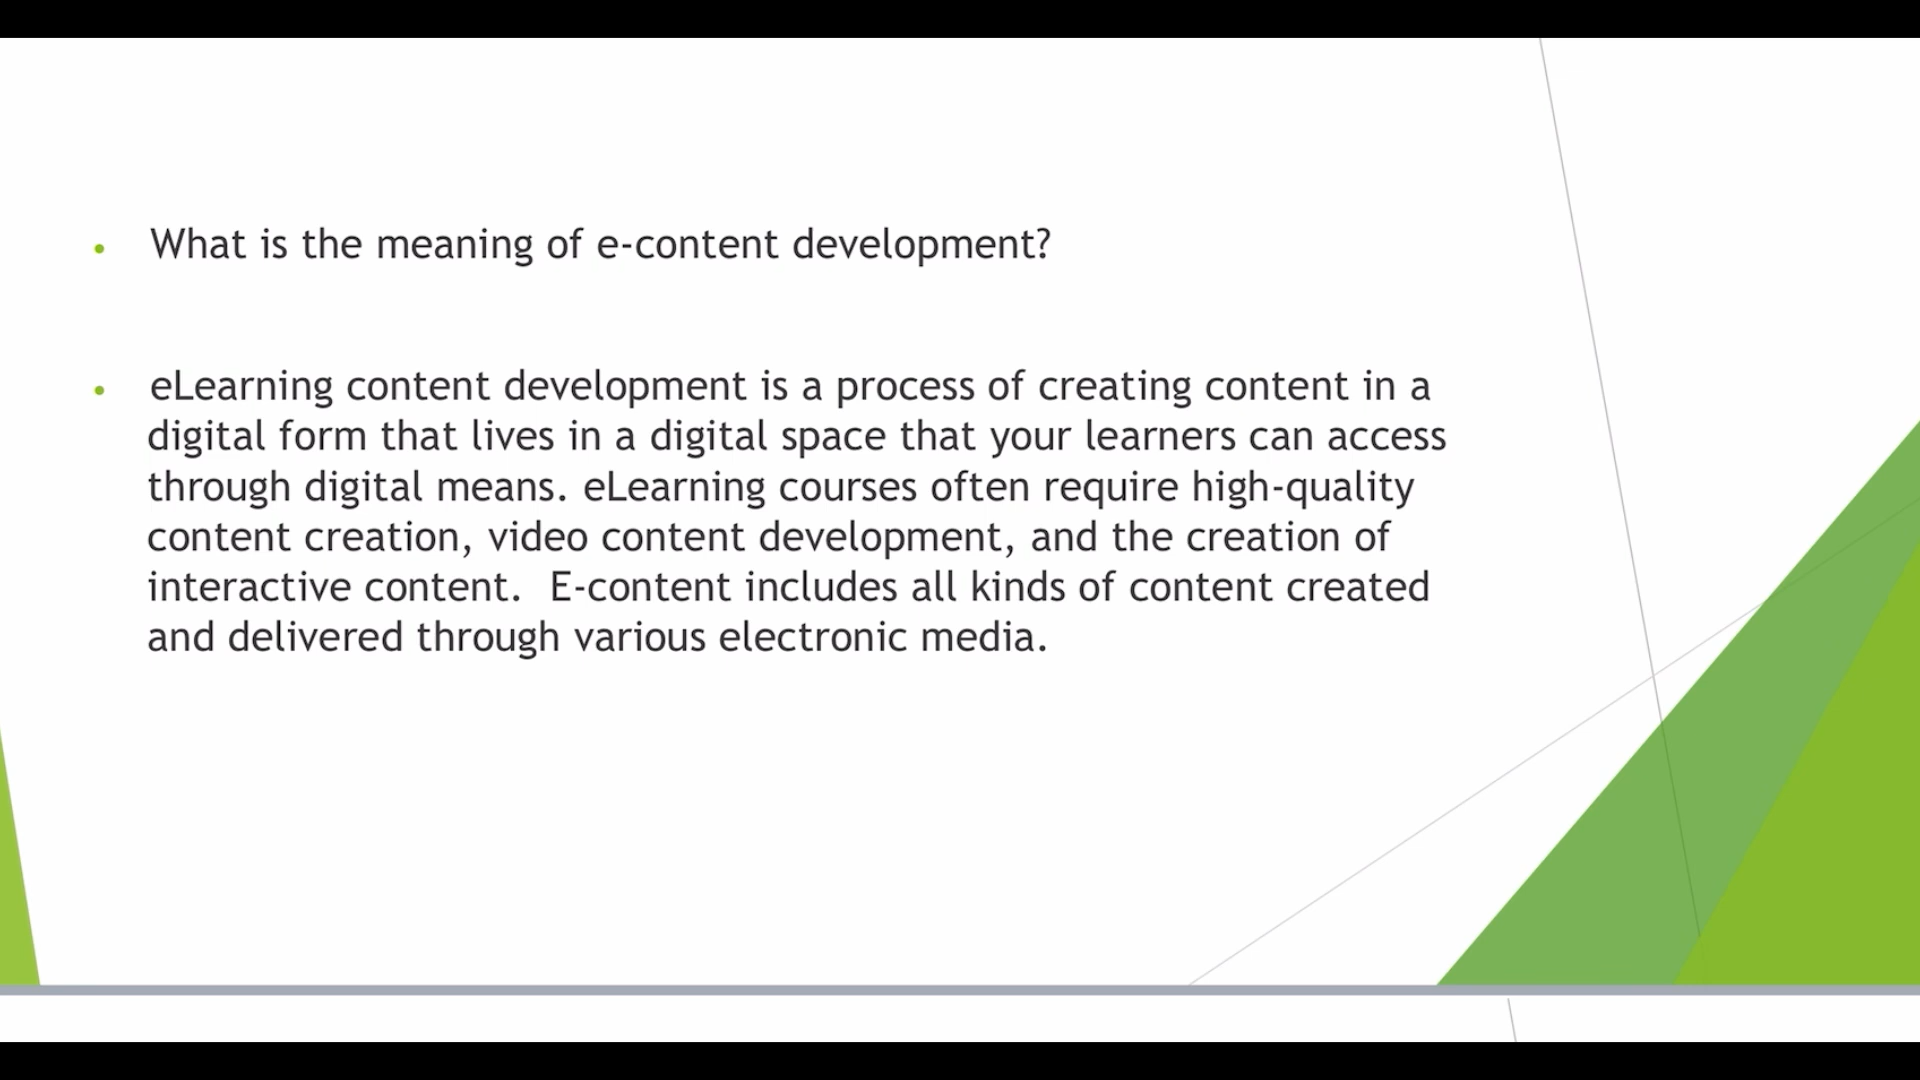 • What is the meaning of e-content development?
• eLearning content development is a process of creating content in a
digital form that lives in a digital space that your learners can access
through digital means. eLearning courses often require high-quality
content creation, video content development, and the creation of
interactive content.  E-content includes all kinds of content created
and delivered through various electronic media.